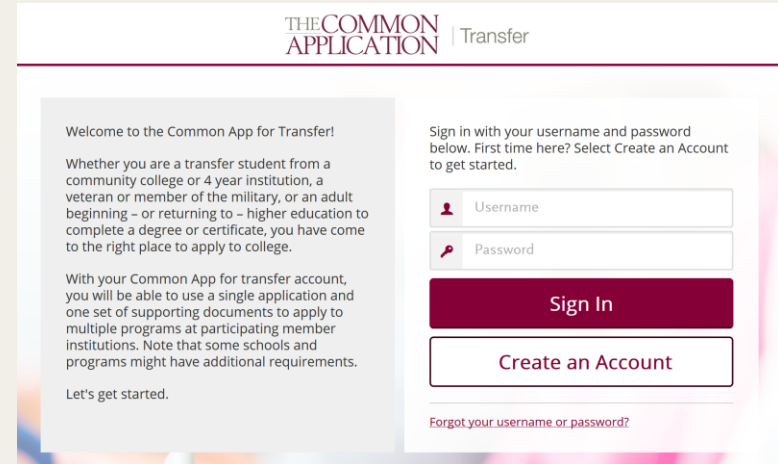 THE COMMON
APPLICATION | Transfer
Welcome to the Common App for Transfer!
Whether you are a transfer student from a
community college or 4 year institution, a
veteran or member of the military, or an adult
beginning – or returning to – higher education to
complete a degree or certificate, you have come
to the right place to apply to college.
With your Common App for transfer account,
you will be able to use a single application and
one set of supporting documents to apply to
multiple programs at participating member
institutions. Note that some schools and
programs might have additional requirements.
Let's get started.
Sign in with your username and password
below. First time here? Select Create an Account
to get started.
Username
Password
Sign In
Create an Account
Forgot your username or password?